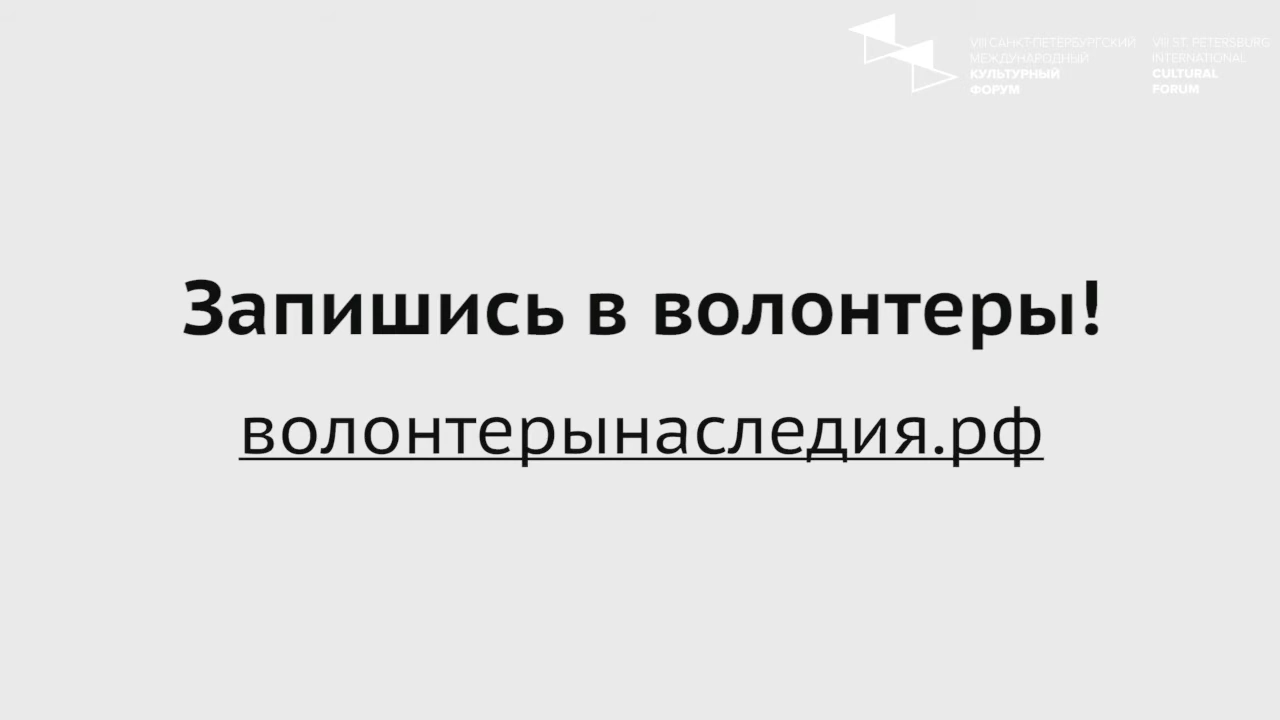 VIII САНКТ-ПЕТЕРБУРГСКИЙ
МЕЖДУНАРОДНЫЙ
КУЛЬТУРНЫЙ
ФОРУМ
VIII ST. PETERSBURG
INTERNATIONAL
CULTURAL
FORUM
Запишись в волонтеры!
волонтерынаследия.рф